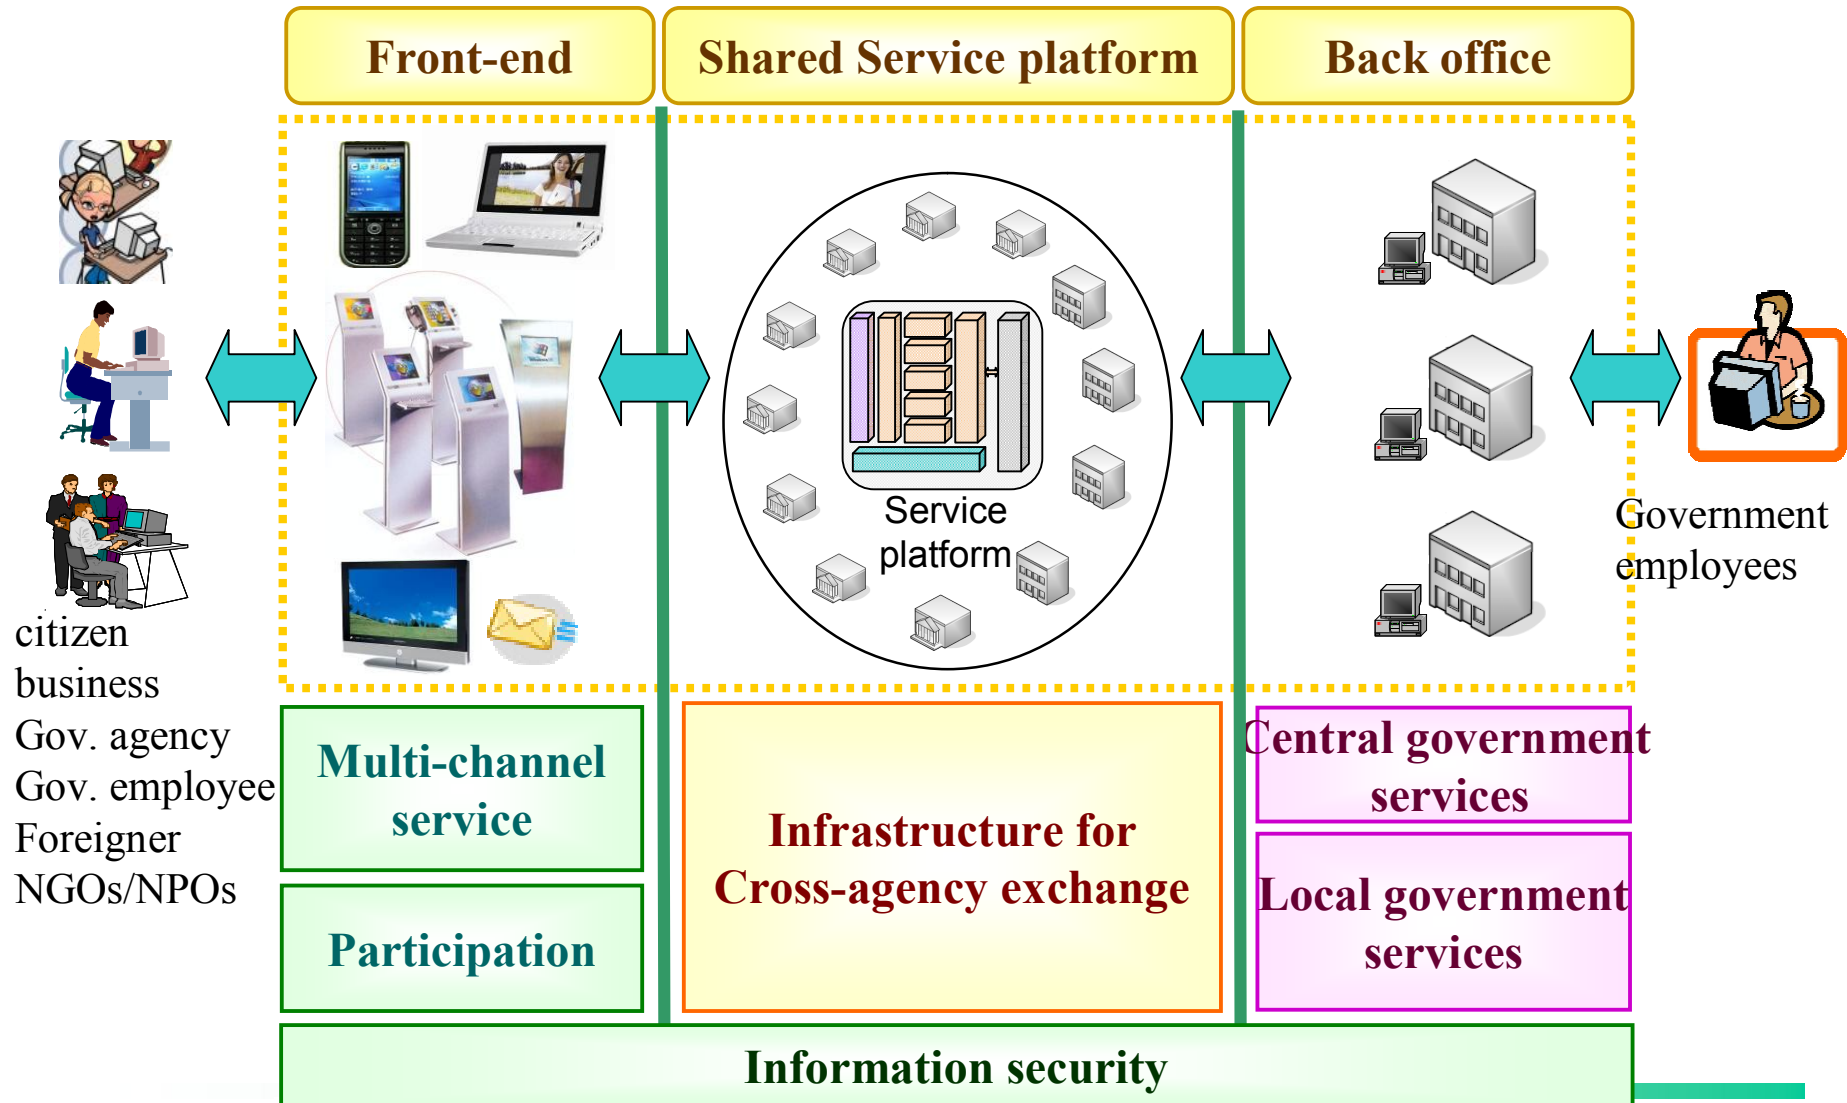 Front-end
Shared Service platform
Back office
Service
platform
Government
employees
citizen
business
Gov. agency
Gov. employee
Foreigner
NGOs/NPOs
Multi-channel
service
Participation
Infrastructure for
Cross-agency exchange
Central government
services
Local government
services
Information security